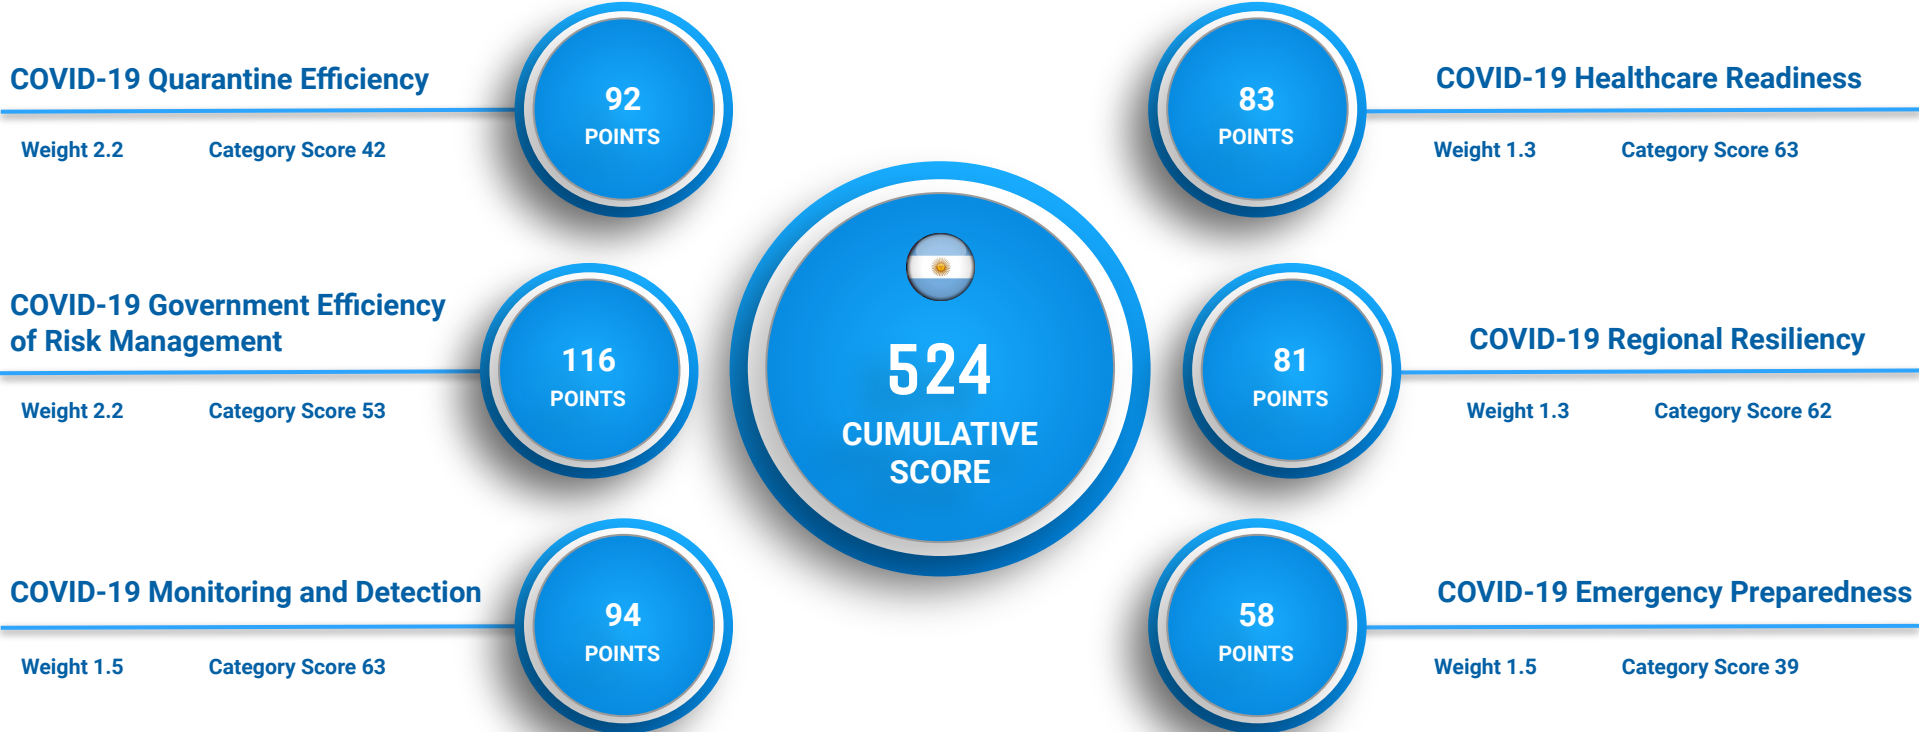 COVID-19 Quarantine Efficiency
Weight 2.2 Category Score 42
92
POINTS
COVID-19 Government Efficiency
of Risk Management
Weight 2.2 Category Score 53
116
POINTS
COVID-19 Monitoring and Detection
Weight 1.5 Category Score 63
94
POINTS
524
CUMULATIVE
SCORE
83
POINTS
COVID-19 Healthcare Readiness
Weight 1.3 Category Score 63
81
POINTS
COVID-19 Regional Resiliency
Weight 1.3 Category Score 62
58
POINTS
COVID-19 Emergency Preparedness
Weight 1.5 Category Score 39